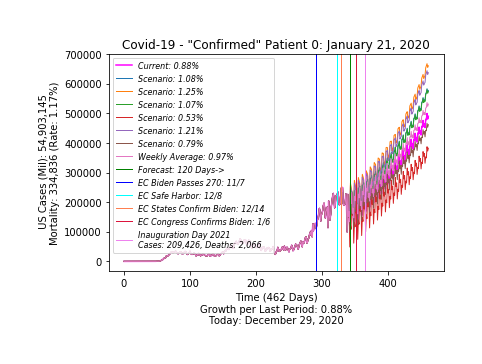 Covid-19 - "Confirmed" Patient 0: January 21, 2020
US Cases (Mil): 54,903,145
Mortality: 334,836 (Rate: 1.17%)
700000
600000
500000
400000
300000
200000
100000
0
Current: 0.88%
Scenario: 1.08%
Scenario: 1.25%
Scenario: 1.07%
Scenario: 0.53%
Scenario: 1.21%
Scenario: 0.79%
Weekly Average: 0.97%
Forecast: 120 Days->
EC Biden Passes 270: 11/7
EC Safe Harbor: 12/8
EC States Confirm Biden: 12/14
EC Congress Confirms Biden: 1/6
Inauguration Day 2021
Cases: 209,426, Deaths: 2,066
0 100 200 300 400
Time (462 Days)
Growth per Last Period: 0.88%
Today: December 29, 2020